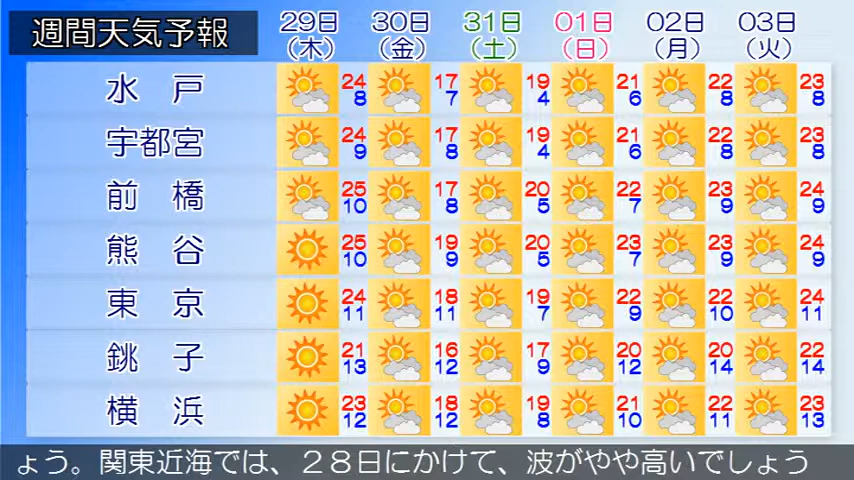 週間天気予報 29日 30日 31日 01日 02日 03日
(木) (金) (土) (日) (月) (火)
水 戸 24 8 17 7 19 4 21 6 22 8 23 8
宇都宮 24 9 17 8 19 4 21 6 22 8 23 8
前 橋 25 10 17 8 20 5 22 7 23 9 24 9
熊 谷 25 10 19 9 20 5 23 7 23 9 24 9
東 京 24 11 18 11 19 7 22 9 22 10 24 11
銚 子 21 13 16 12 17 9 20 12 20 14 22 14
横 浜 23 12 18 12 19 8 21 10 22 11 23 13
ょう。関東近海では、２８日にかけて、波がやや高いでしょう